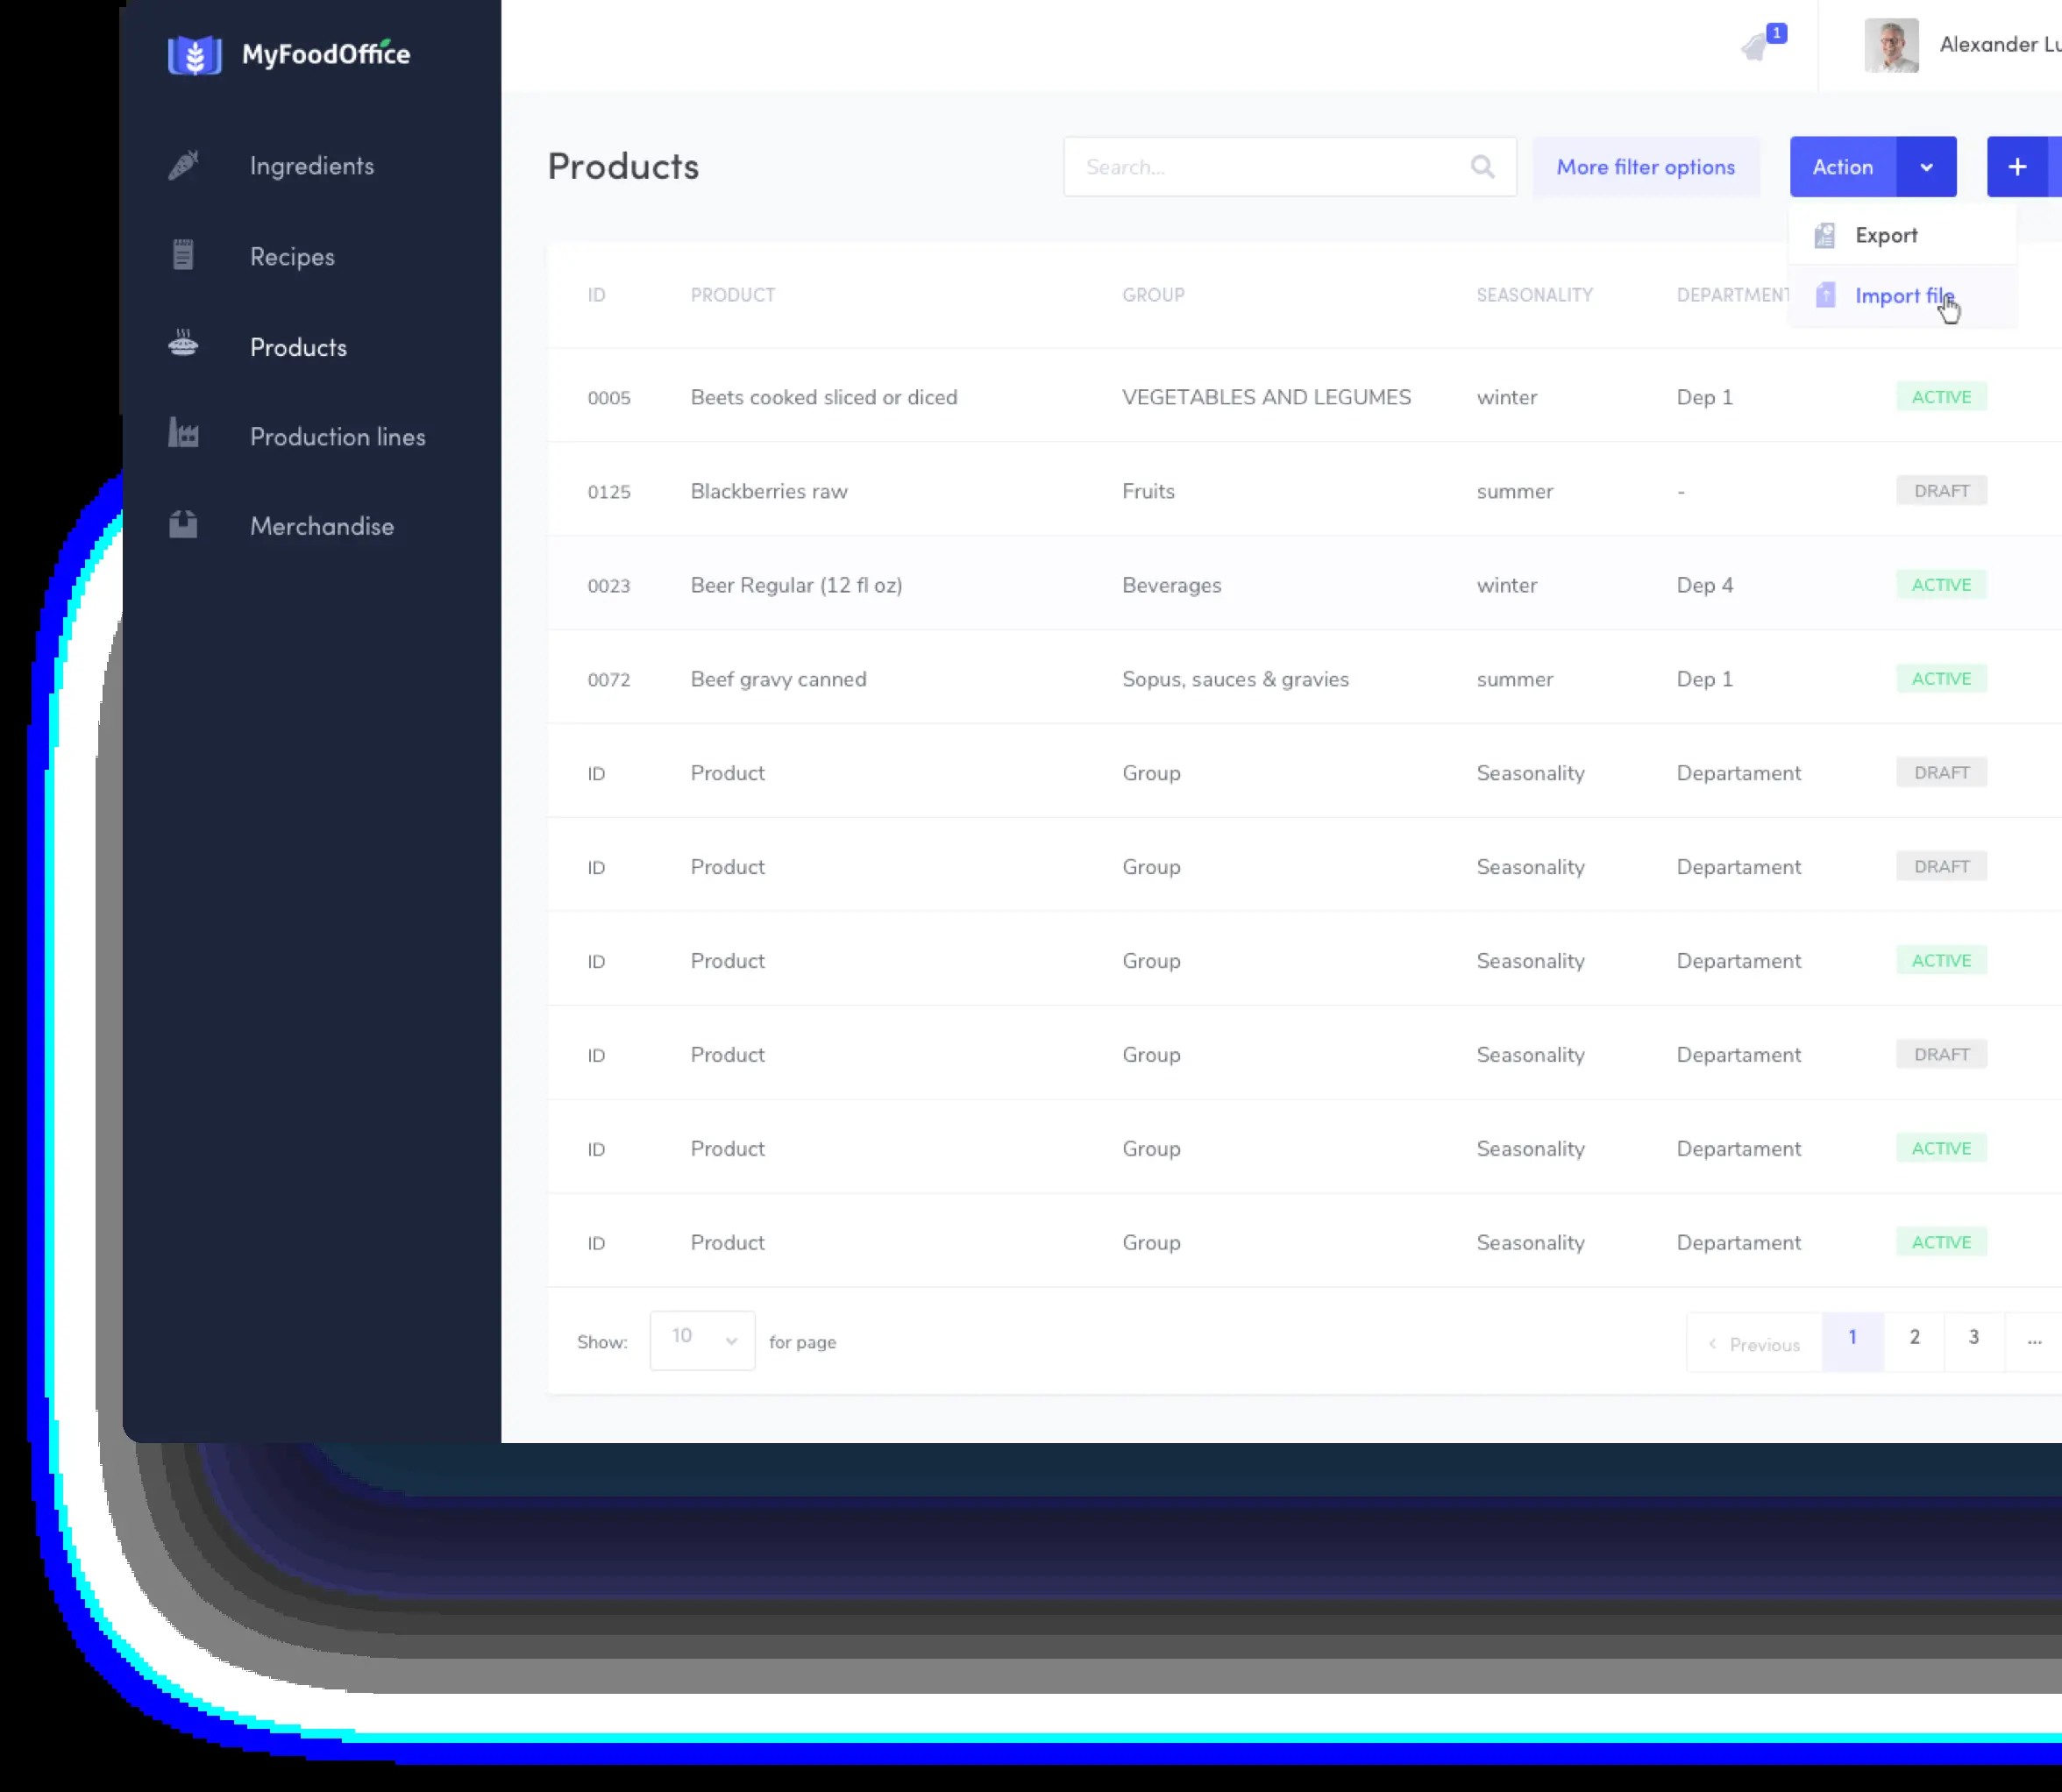 MyFoodOffice
1
Alexander Lu
Ingredients
Recipes
Products
Production lines
Merchandise
Products
Search...
More filter options
Action
+
Export
Import file
ID PRODUCT GROUP SEASONALITY DEPARTMENT
0005 Beets cooked sliced or diced VEGETABLES AND LEGUMES winter Dep 1 ACTIVE
0125 Blackberries raw Fruits summer - DRAFT
0023 Beer Regular (12 fl oz) Beverages winter Dep 4 ACTIVE
0072 Beef gravy canned Sopus, sauces & gravies summer Dep 1 ACTIVE
ID Product Group Seasonality Departament DRAFT
ID Product Group Seasonality Departament DRAFT
ID Product Group Seasonality Departament ACTIVE
ID Product Group Seasonality Departament DRAFT
ID Product Group Seasonality Departament ACTIVE
ID Product Group Seasonality Departament ACTIVE
Show: 10 for page
< Previous 1 2 3 ...